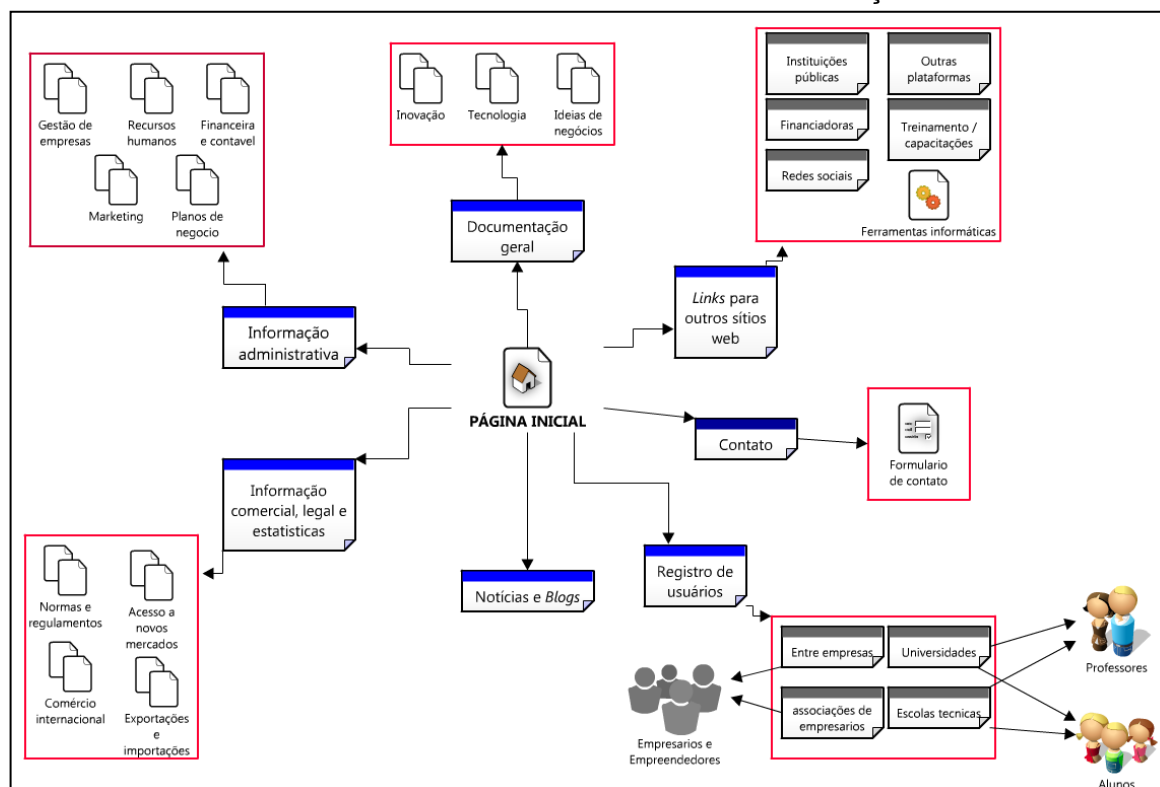 Gestão de
empresas
Recursos
humanos
Financeira
e contavel
Marketing
Planos de
negocio
Inovação
Tecnologia
Ideias de
negócios
Instituições
públicas
Outras
plataformas
Financiadoras
Treinamento /
capacitações
Redes sociais
Ferramentas informáticas
Documentação
geral
Links para
outros sítios
web
Informação
administrativa
PÁGINA INICIAL
Contato
Formulario
de contato
Informação
comercial, legal e
estatisticas
Normas e
regulamentos
Acesso a
novos
mercados
Comércio
internacional
Exportações
e
importações
Notícias e Blogs
Registro de
usuários
Entre empresas
Universidades
associações de
empresarios
Escolas tecnicas
Empresarios e
Empreendedores
Professores
Alunos